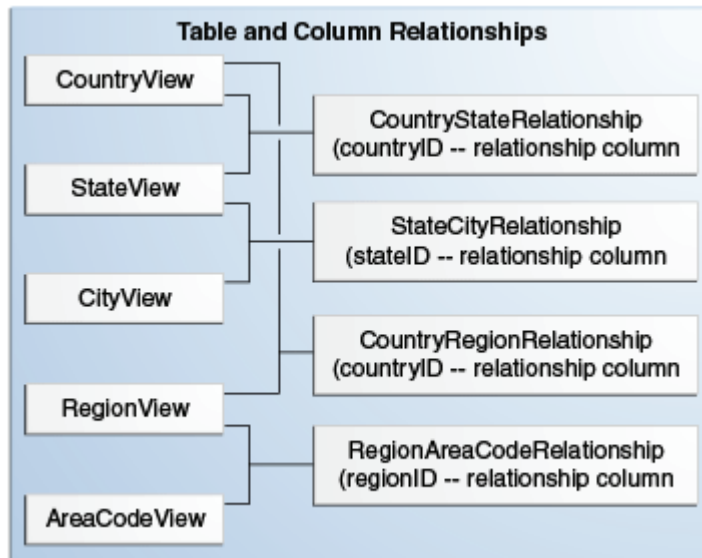 Table and Column Relationships
CountryView
CountryStateRelationship
(countryID -- relationship column
StateView
StateCityRelationship
(stateID -- relationship column
CityView
CountryRegionRelationship
(countryID -- relationship column
RegionView
RegionAreaCodeRelationship
(regionID -- relationship column
AreaCodeView